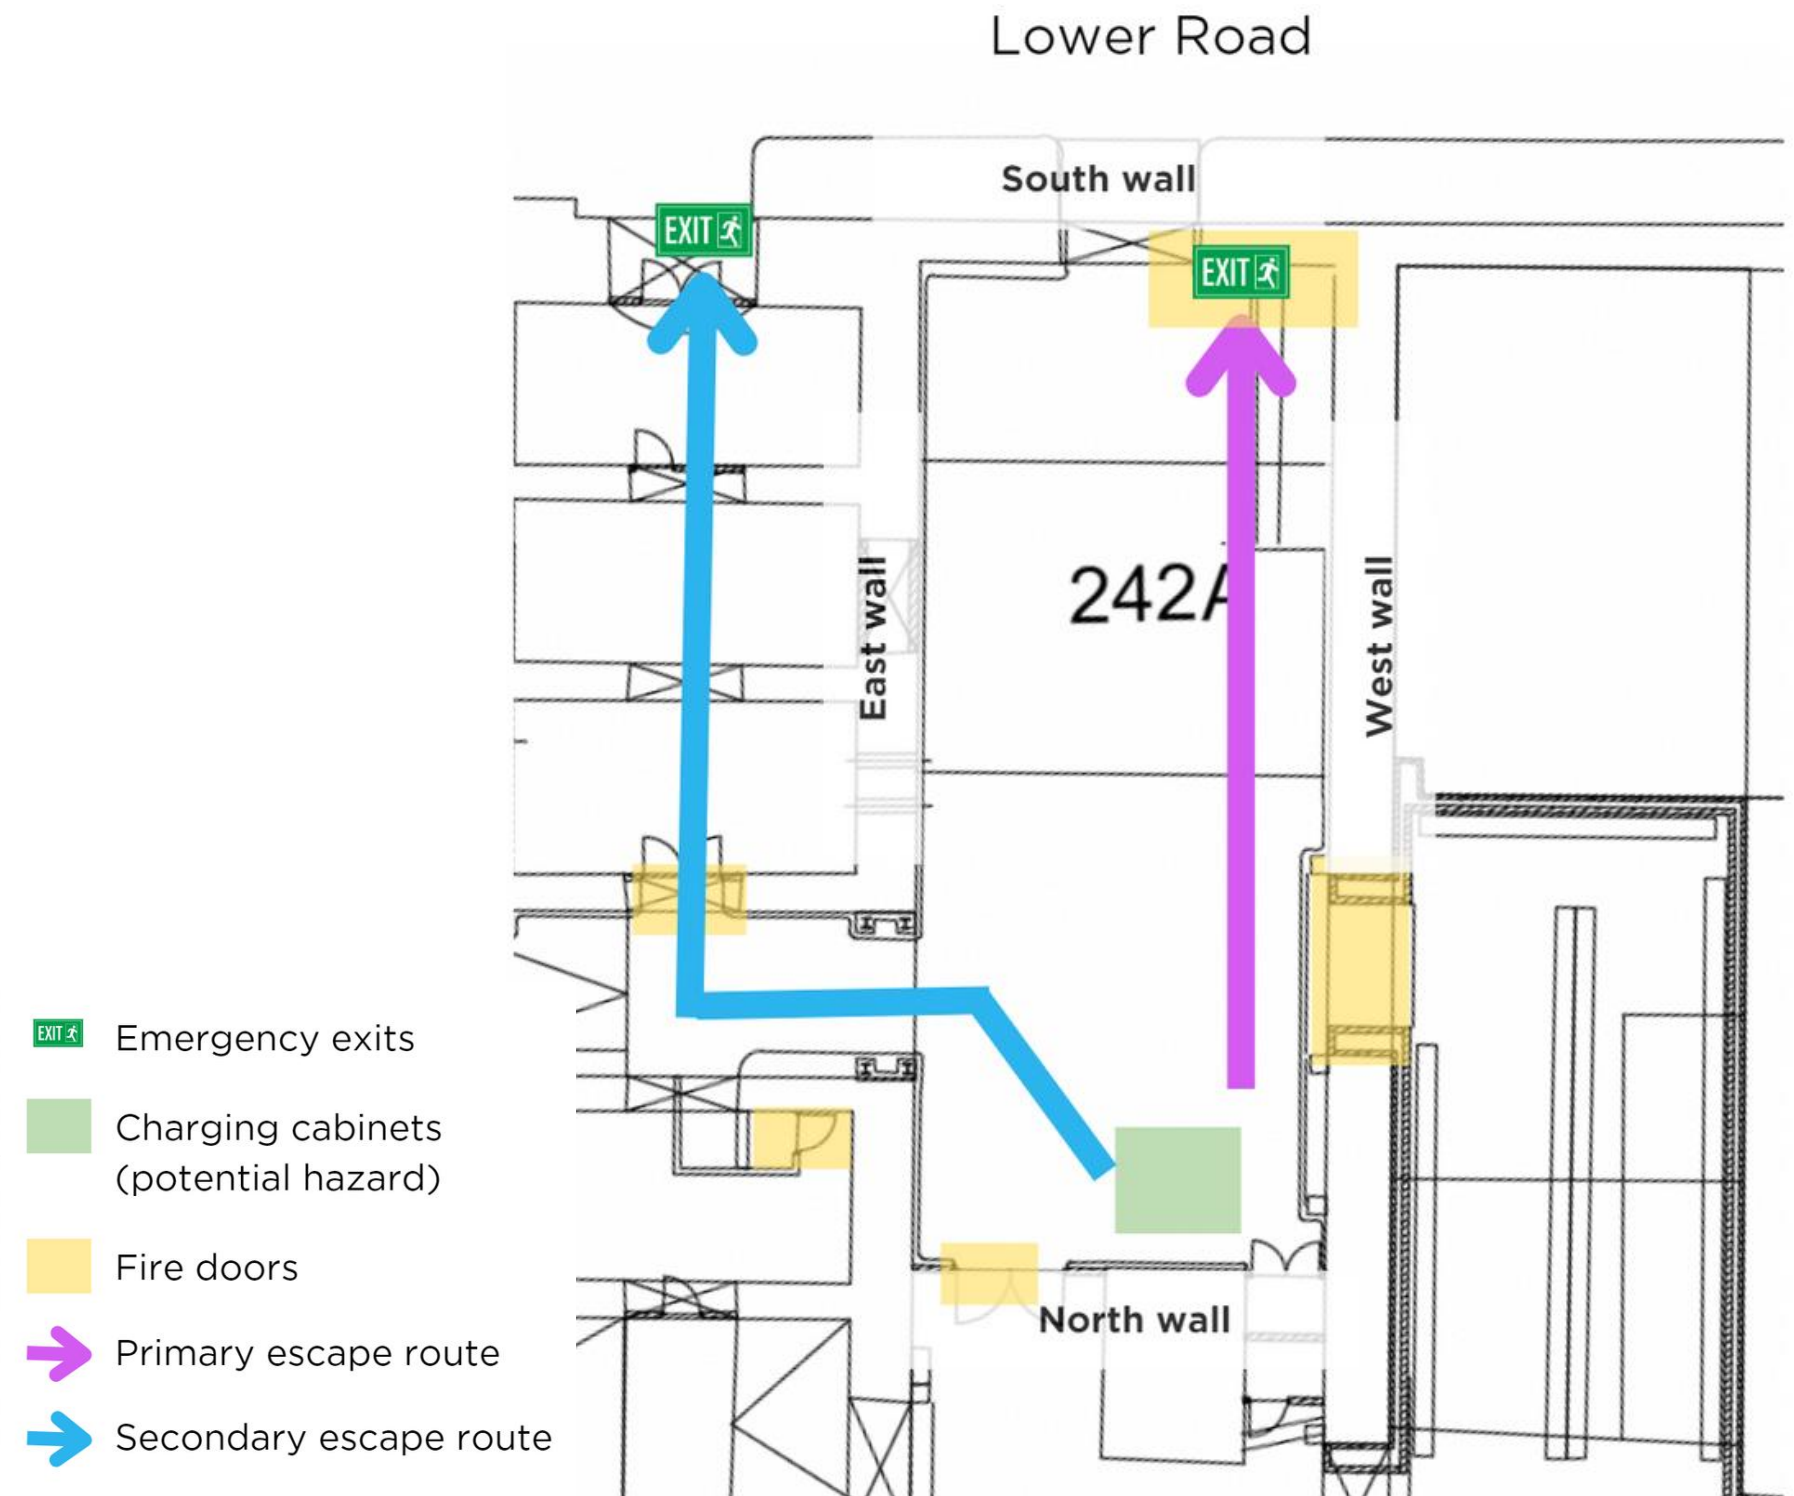 Lower Road
South wall
EXIT
EXIT
East wall
242A
West wall
North wall
EXIT
Emergency exits
Charging cabinets
(potential hazard)
Fire doors
Primary escape route
Secondary escape route